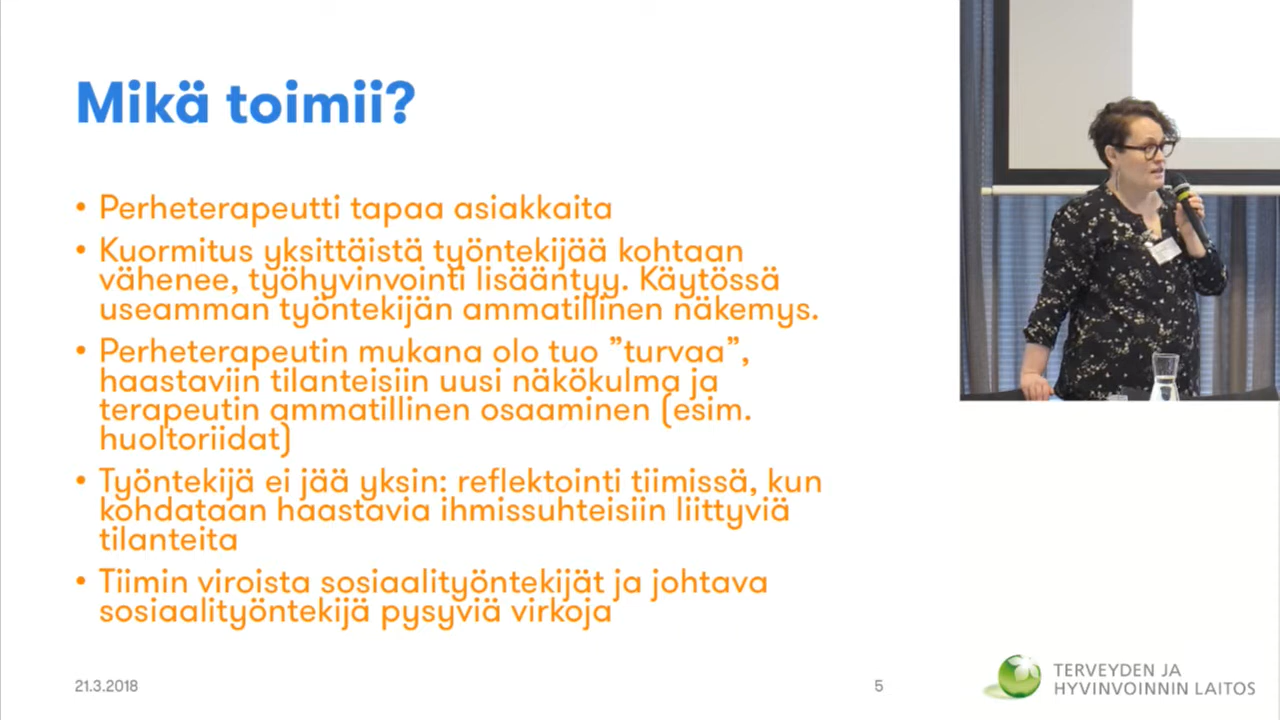 Mikä toimii?
• Perheterapeutti tapaa asiakkaita
• Kuormitus yksittäistä työntekijää kohtaan
vähenee, työhyvinvointi lisääntyy. Käytössä
useamman työntekijän ammatillinen näkemys.
• Perheterapeutin mukana olo tuo ”turvaa”,
haastaviin tilanteisiin uusi näkökulma ja
terapeutin ammatillinen osaaminen (esim.
huoltoriidat)
• Työntekijä ei jää yksin: reflektointi tiimissä, kun
kohdataan haastavia ihmissuhteisiin liittyviä
tilanteita
• Tiimin viroista sosiaalityöntekijät ja johtava
sosiaalityöntekijä pysyviä virkoja
21.3.2018
5
TERVEYDEN JA
HYVINVOINNIN LAITOS